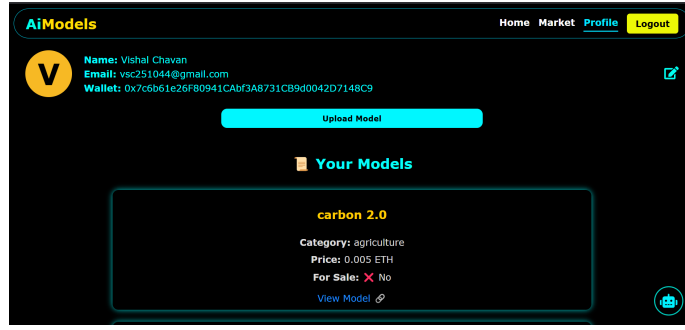 AiModels
Home Market Profile Logout
V
Name: Vishal Chavan
Email: vsc251044@gmail.com
Wallet: 0x7c6b61e26F80941CAbf3A8731CB9d0042D7148C9
Upload Model
📜 Your Models
carbon 2.0
Category: agriculture
Price: 0.005 ETH
For Sale: ❌ No
View Model 🔗